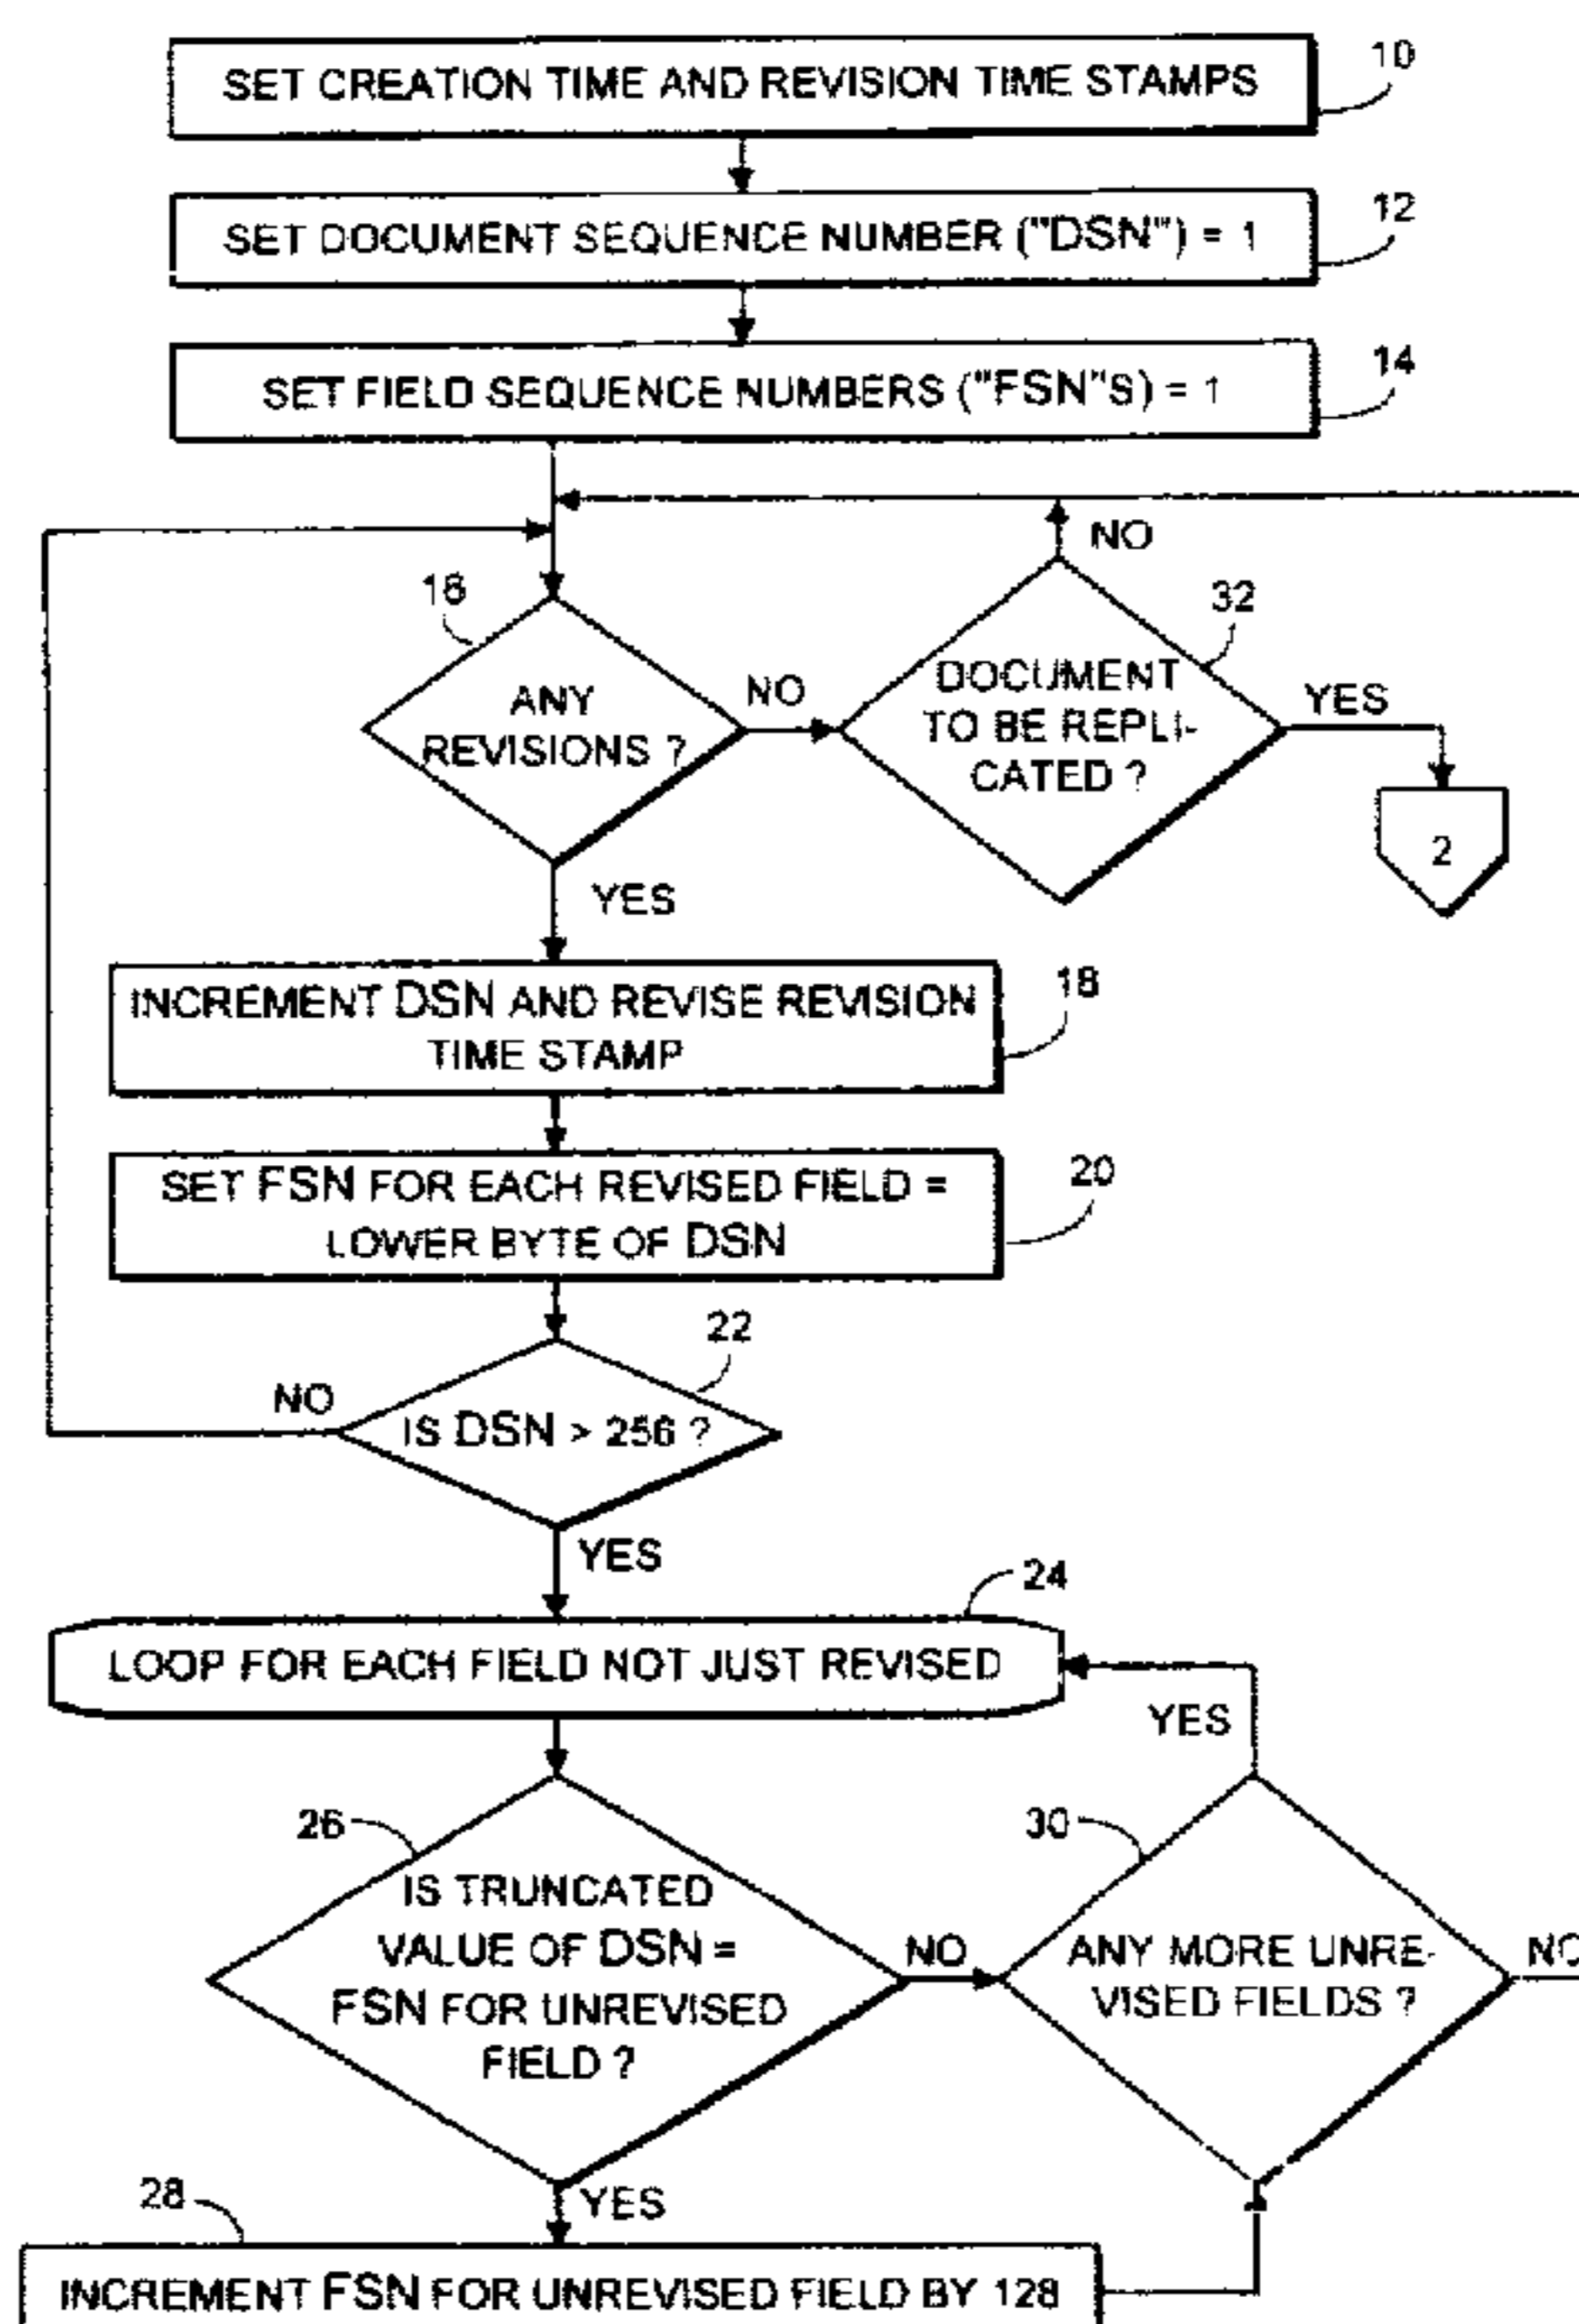 SET CREATION TIME AND REVISION TIME STAMPS
10
SET DOCUMENT SEQUENCE NUMBER ("DSN") = 1
12
SET FIELD SEQUENCE NUMBERS ("FSN"s) = 1
14
NO
16
32
ANY
REVISIONS ?
NO
DOCUMENT
TO BE REPLI-
CATED ?
YES
2
YES
INCREMENT DSN AND REVISE REVISION
TIME STAMP
18
SET FSN FOR EACH REVISED FIELD =
LOWER BYTE OF DSN
20
22
NO
IS DSN > 256 ?
YES
24
LOOP FOR EACH FIELD NOT JUST REVISED
YES
26
30
IS TRUNCATED
VALUE OF DSN =
FSN FOR UNREVISED
FIELD ?
NO
ANY MORE UNRE-
VISED FIELDS ?
NO
YES
28
INCREMENT FSN FOR UNREVISED FIELD BY 128